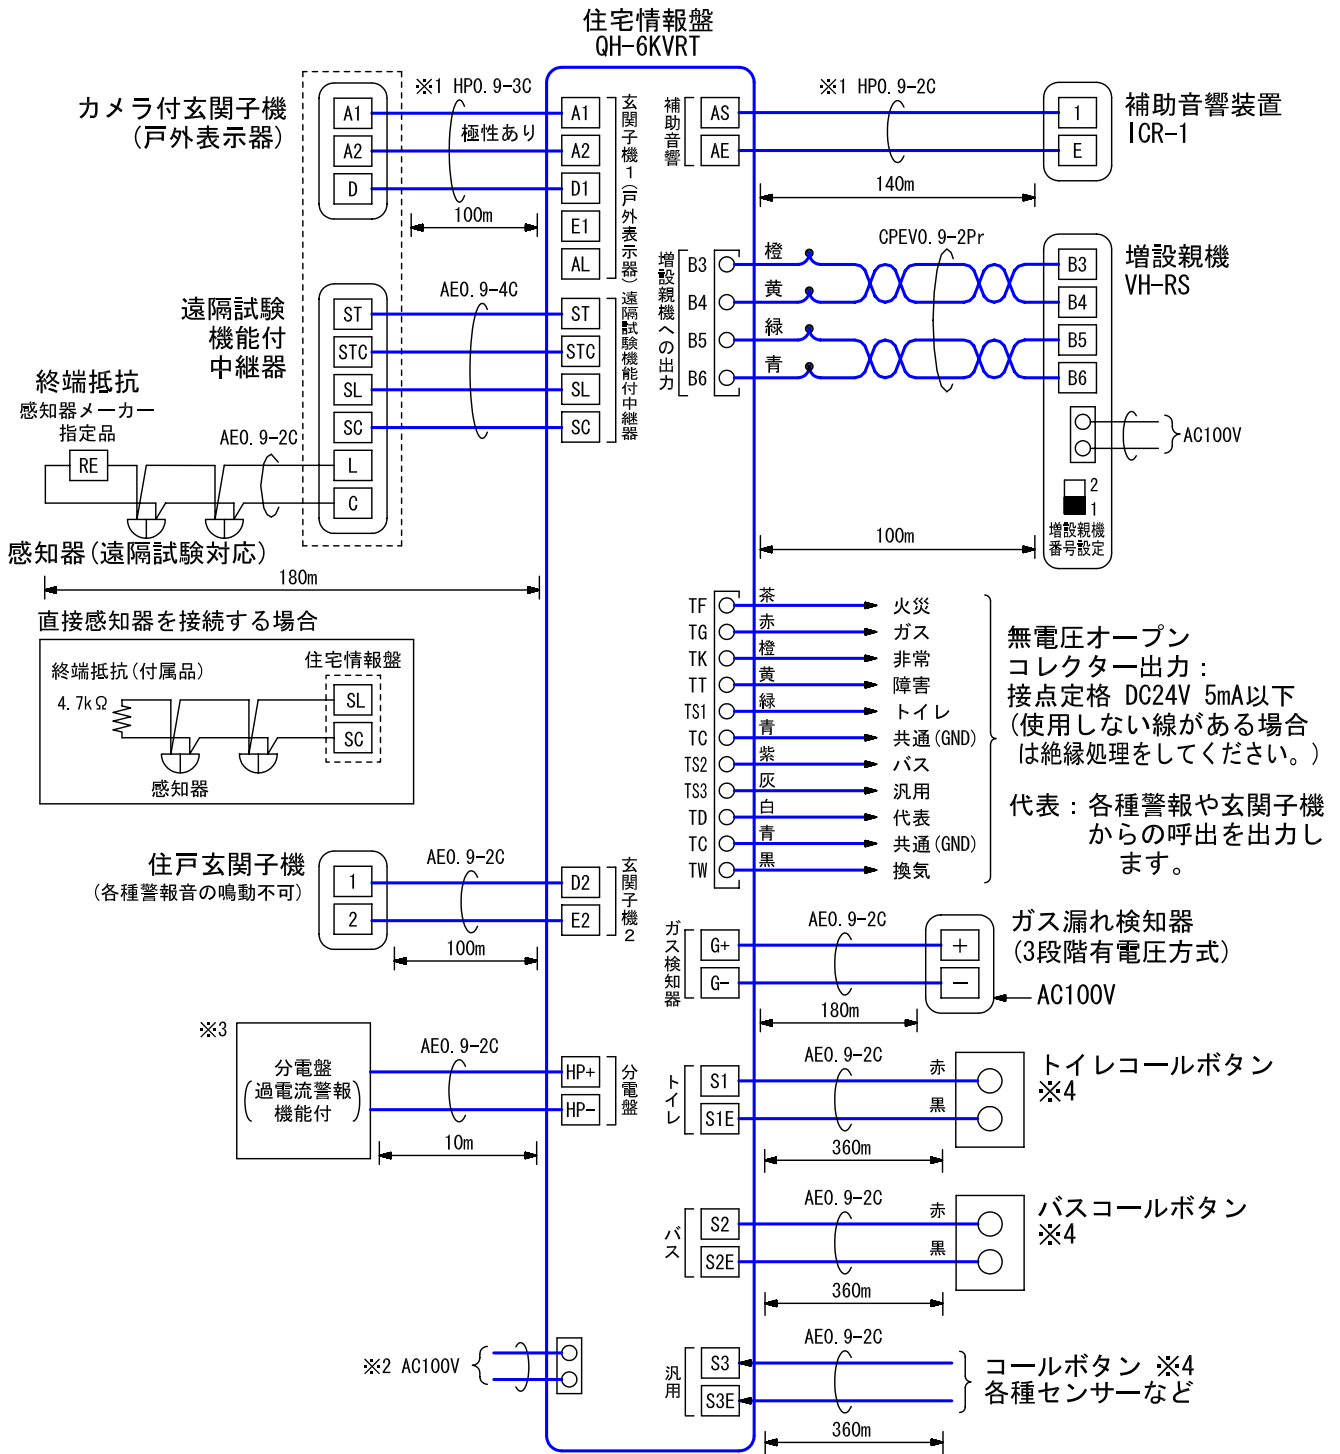 住宅情報盤
QH-6KVRT
カメラ付玄関子機
(戸外表示器)
A1
A2
D
※1 HP0.9-3C
極性あり
100m
A1
A2
D1
E1
AL
玄関子機1(戸外表示器)
遠隔試験
機能付
中継器
ST
STC
SL
SC
L
C
AE0.9-4C
ST
STC
SL
SC
遠隔試験機能付中継器
終端抵抗
感知器メーカー
指定品
RE
AE0.9-2C
感知器(遠隔試験対応)
180m
直接感知器を接続する場合
終端抵抗(付属品)
4.7kΩ
住宅情報盤
SL
SC
感知器
住戸玄関子機
(各種警報音の鳴動不可)
1
2
AE0.9-2C
100m
D2
E2
玄関子機2
※3
分電盤
(過電流警報)
機能付
AE0.9-2C
10m
HP+
HP-
分電盤
※2 AC100V
補助音響
AS
AE
※1 HP0.9-2C
140m
1
E
補助音響装置
ICR-1
増設親機への出力
B3
B4
B5
B6
橙
黄
緑
青
CPEV0.9-2Pr
B3
B4
B5
B6
増設親機
VH-RS
AC100V
2
1
増設親機
番号設定
100m
TF 茶 火災
TG 赤 ガス
TK 橙 非常
TT 黄 障害
TS1 緑 トイレ
TC 青 共通(GND)
TS2 紫 バス
TS3 灰 汎用
TD 白 代表
TC 青 共通(GND)
TW 黒 換気
無電圧オープン
コレクター出力：
接点定格 DC24V 5mA以下
(使用しない線がある場合
は絶縁処理をしてください。)
代表：各種警報や玄関子機
からの呼出を出力し
ます。
ガス検知器
G+
G-
AE0.9-2C
180m
+
-
ガス漏れ検知器
(3段階有電圧方式)
AC100V
トイレ
S1
S1E
AE0.9-2C
赤
黒
360m
トイレコールボタン
※4
バス
S2
S2E
AE0.9-2C
赤
黒
360m
バスコールボタン
※4
汎用
S3
S3E
AE0.9-2C
360m
コールボタン ※4
各種センサーなど